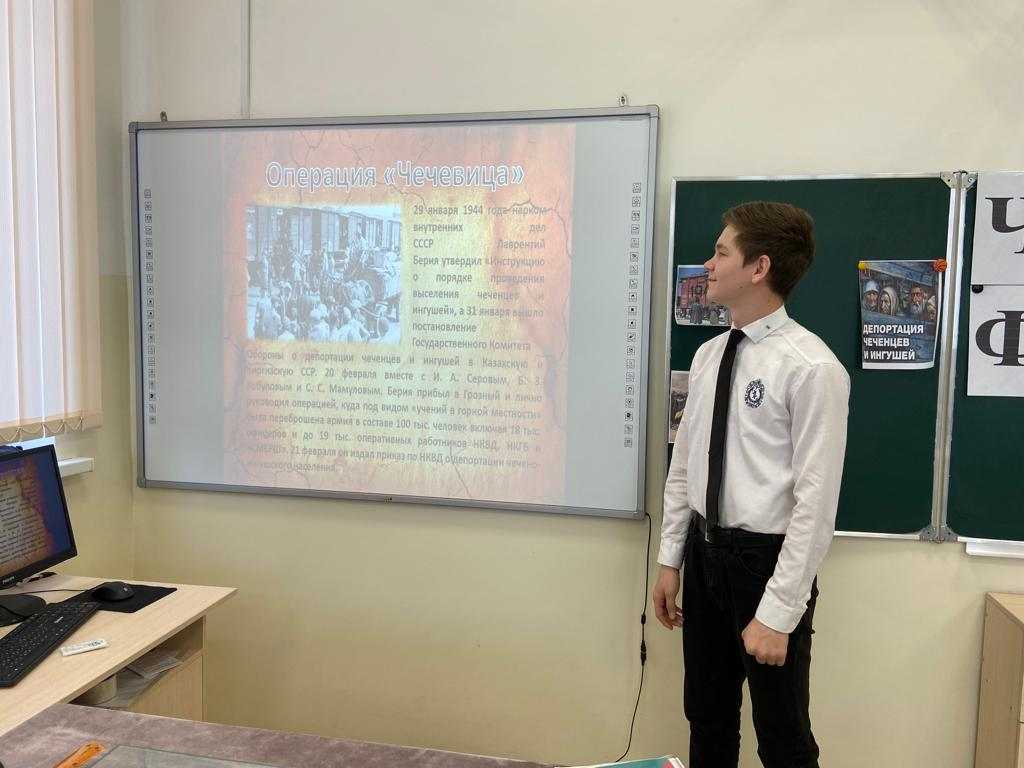 Операция «Чечевица»
29 января 1944 года нарком
внутренних дел
СССР Лаврентий
Берия утвердил «Инструкцию
о порядке проведения
выселения чеченцев и
ингушей», а 31 января вышло
постановление
Государственного Комитета
Обороны о депортации чеченцев и ингушей в Казахскую и
Киргизскую ССР. 20 февраля вместе с И. А. Серовым, Б. З.
Кобуловым и С. С. Мамуловым, Берия прибыл в Грозный и лично
руководил операцией, куда под видом «учений в горной местности»
была переброшена армия в составе 100 тыс. человек включая 18 тыс.
офицеров и до 19 тыс. оперативных работников НКВД, НКГБ и
«СМЕРШ». 21 февраля он издал приказ по НКВД о депортации чечено-
ингушского населения.
ДЕПОРТАЦИЯ
ЧЕЧЕНЦЕВ
И ИНГУШЕЙ
Ч
Ф
PHILIPS